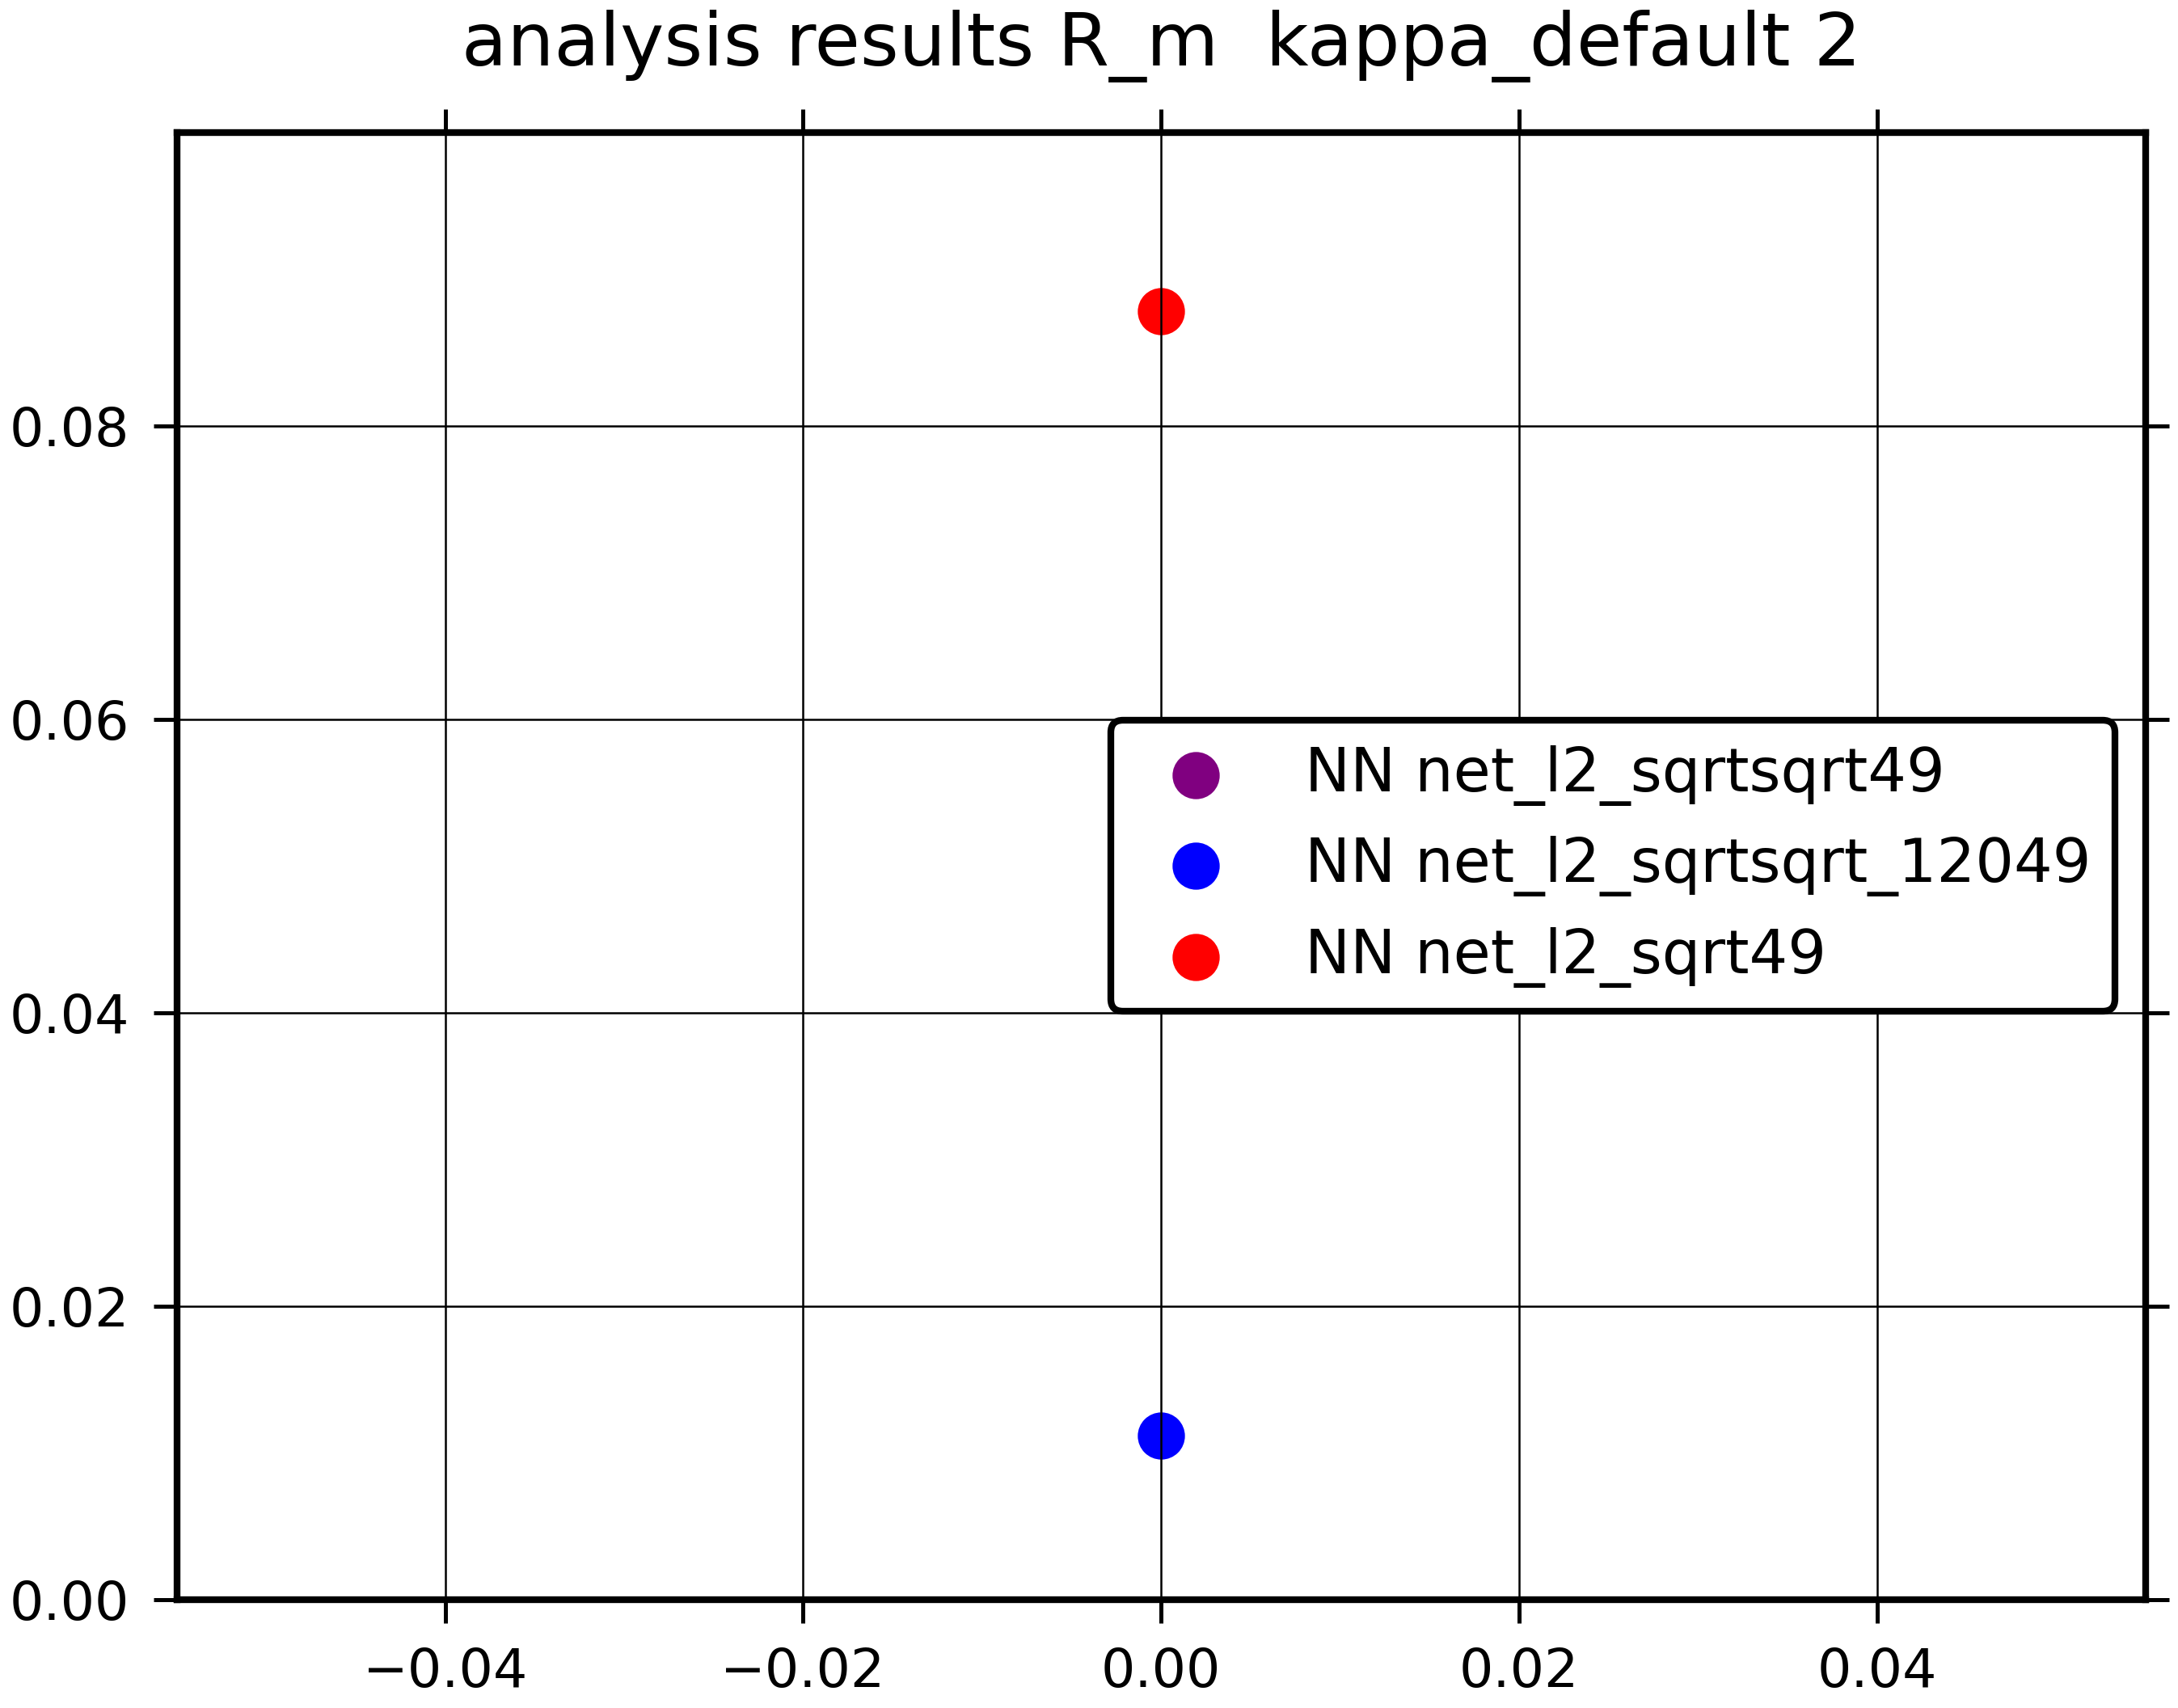 analysis results R_m  kappa_default 2
0.08
0.06
0.04
0.02
0.00
NN net_l2_sqrtsqrt49
NN net_l2_sqrtsqrt_12049
NN net_l2_sqrt49
−0.04 −0.02 0.00 0.02 0.04